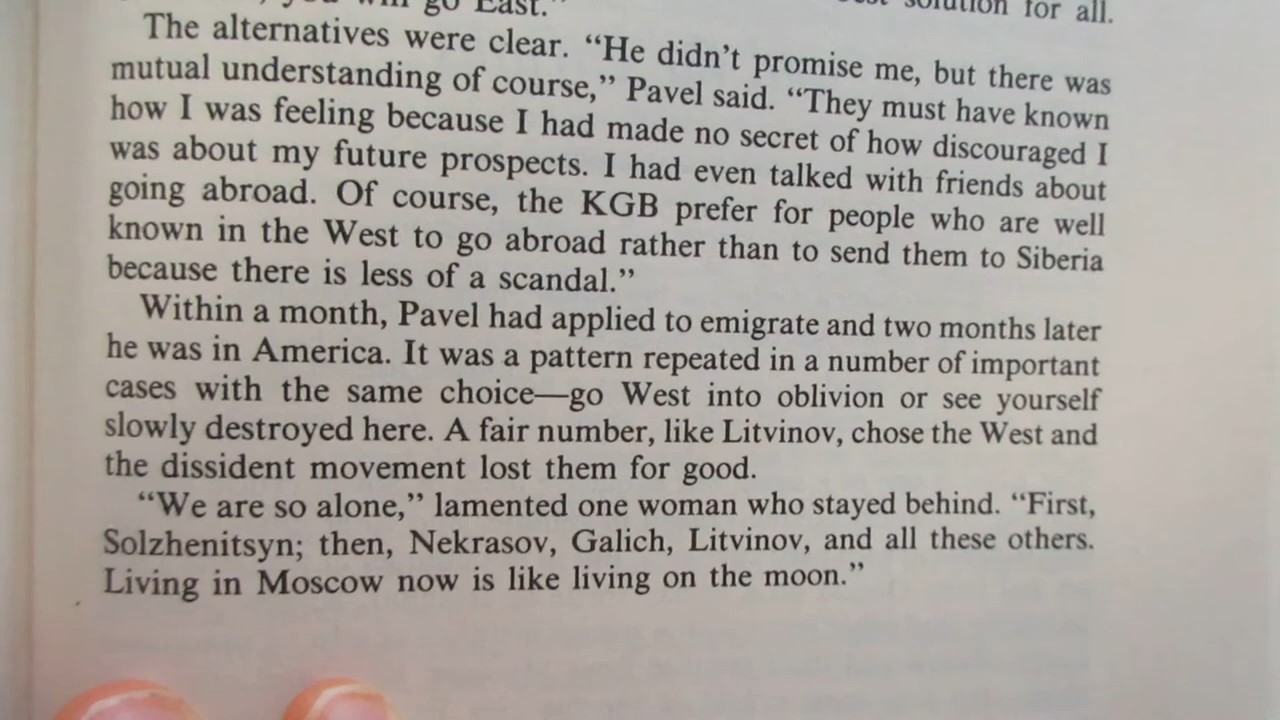 go East.”
solution for all.
The alternatives were clear. “He didn’t promise me, but there was
mutual understanding of course,” Pavel said. “They must have known
how I was feeling because I had made no secret of how discouraged I
was about my future prospects. I had even talked with friends about
going abroad. Of course, the KGB prefer for people who are well
known in the West to go abroad rather than to send them to Siberia
because there is less of a scandal.”
Within a month, Pavel had applied to emigrate and two months later
he was in America. It was a pattern repeated in a number of important
cases with the same choice—go West into oblivion or see yourself
slowly destroyed here. A fair number, like Litvinov, chose the West and
the dissident movement lost them for good.
“We are so alone,” lamented one woman who stayed behind. “First,
Solzhenitsyn; then, Nekrasov, Galich, Litvinov, and all these others.
Living in Moscow now is like living on the moon.”